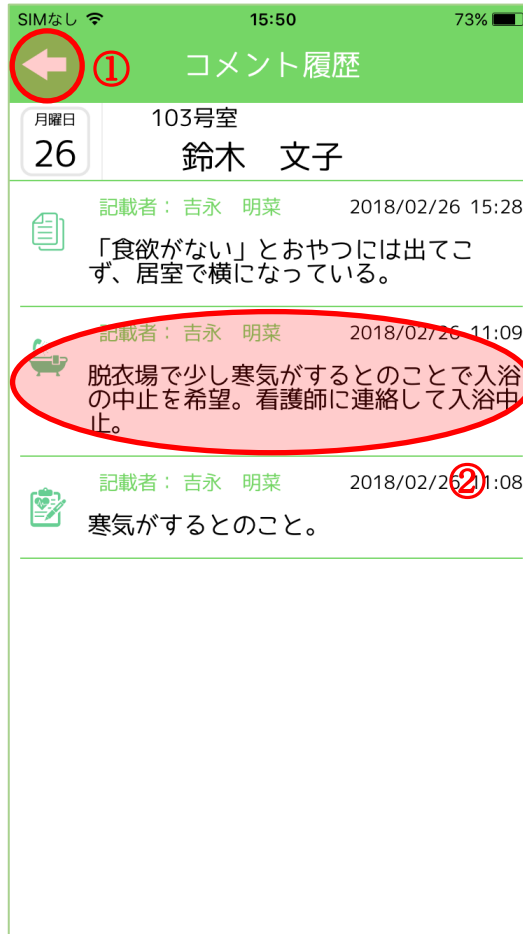 SIMなし 15:50 73%
① コメント履歴
月曜日 103号室
26 鈴木 文子
記載者： 吉永 明菜 2018/02/26 15:28
「食欲がない」とおやつには出てこ
ず、居室で横になっている。
記載者： 吉永 明菜 2018/02/26 11:09
脱衣場で少し寒気がするとのことで入浴
の中止を希望。看護師に連絡して入浴中
止。
記載者： 吉永 明菜 2018/02/26 11:08
②
寒気がするとのこと。